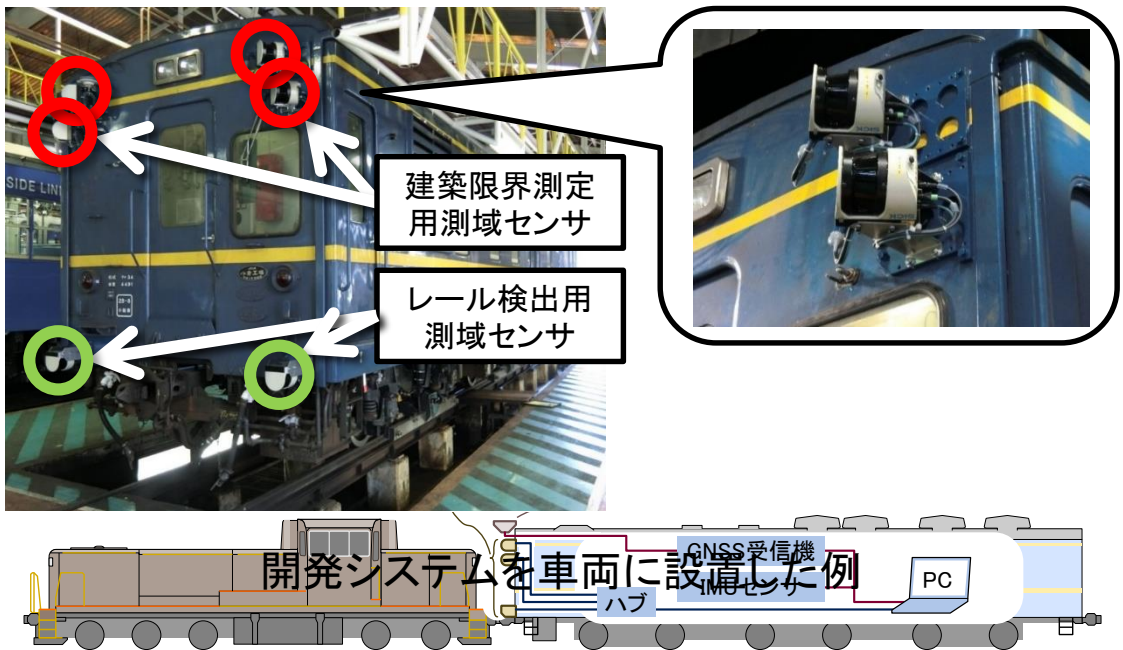 SIDE LIN
建築限界測定
用測域センサ
レール検出用
測域センサ
GNSS受信機
開発システムを車両に設置した例
IMUセンサ
ハブ
PC